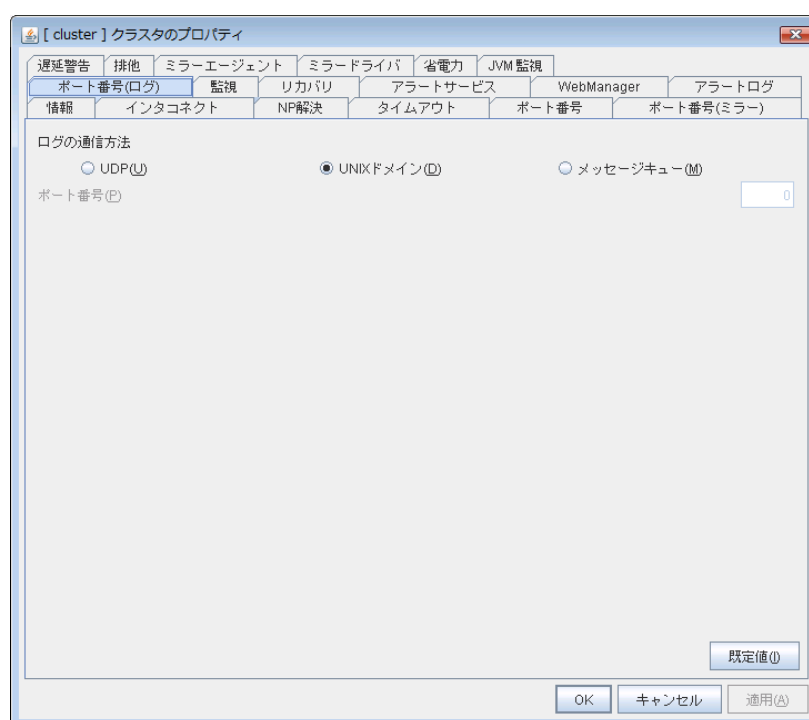 [ cluster ] クラスタのプロパティ
遅延警告 排他 ミラーエージェント ミラードライバ 省電力 JVM 監視
ポート番号(ログ) 監視 リカバリ アラートサービス WebManager アラートログ
情報 インタコネクト NP解決 タイムアウト ポート番号 ポート番号(ミラー)
ログの通信方法
UDP(U) UNIXドメイン(D) メッセージキュー(M)
ポート番号(P) 0
既定値(I)
OK キャンセル 適用(A)